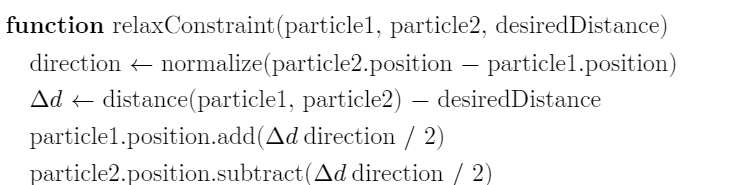 function relaxConstraint(particle1, particle2, desiredDistance)
direction ← normalize(particle2.position − particle1.position)
Δd ← distance(particle1, particle2) − desiredDistance
particle1.position.add(Δd direction / 2)
particle2.position.subtract(Δd direction / 2)